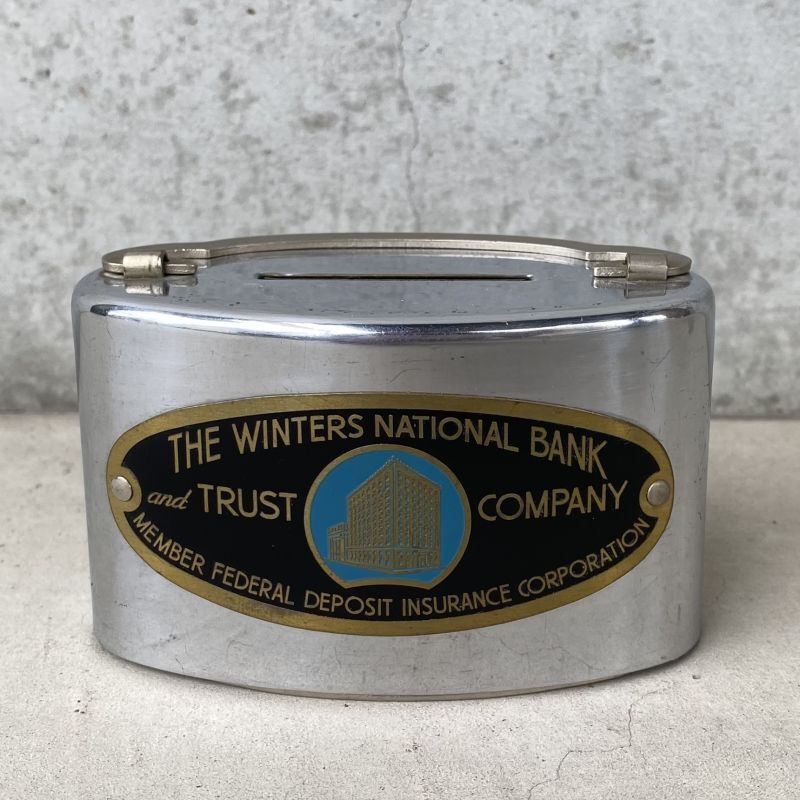 THE WINTERS NATIONAL BANK
and TRUST COMPANY
MEMBER FEDERAL DEPOSIT INSURANCE CORPORATION